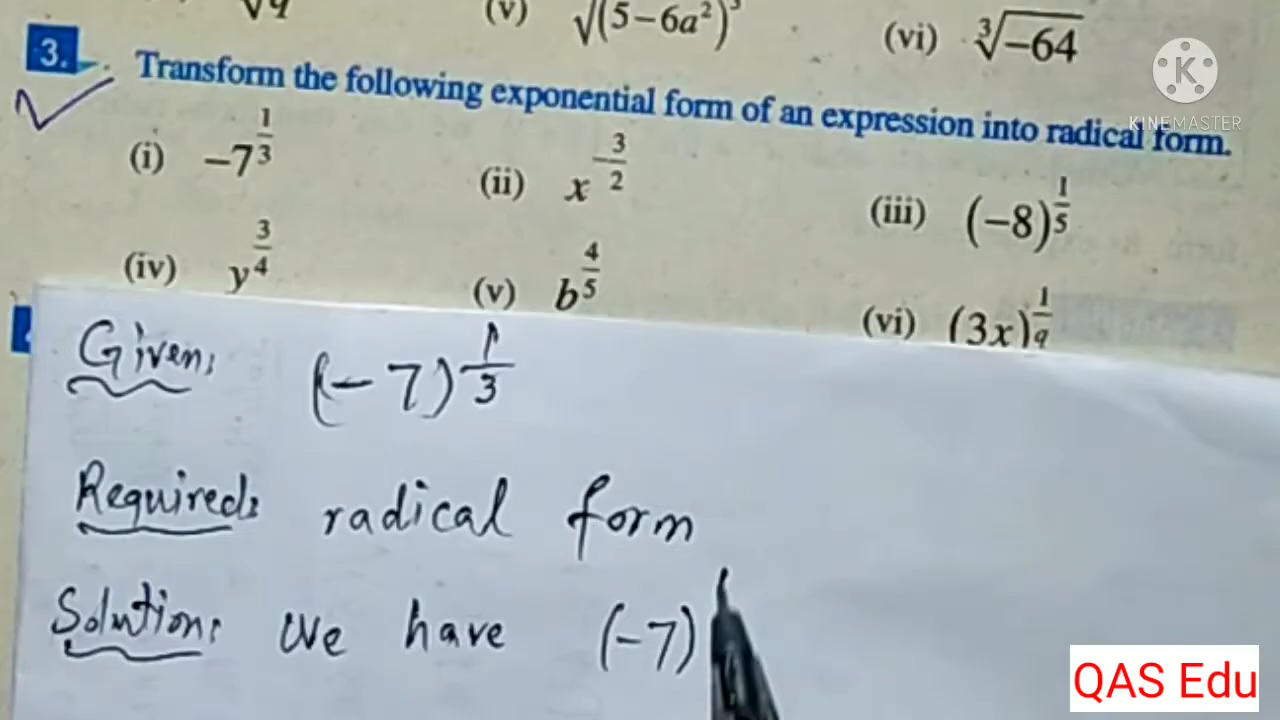 √9 (v) √(5−6a²)³ (vi) ∛−64
KINEMASTER
3. Transform the following exponential form of an expression into radical form.
(i) −7^(1/3) (ii) x^(−3/2) (iii) (−8)^(1/5)
(iv) y^(3/4) (v) b^(4/5) (vi) (3x)^(1/q)
Given: (−7)^(1/3)
Required: radical form
Solution: we have (−7)
QAS Edu